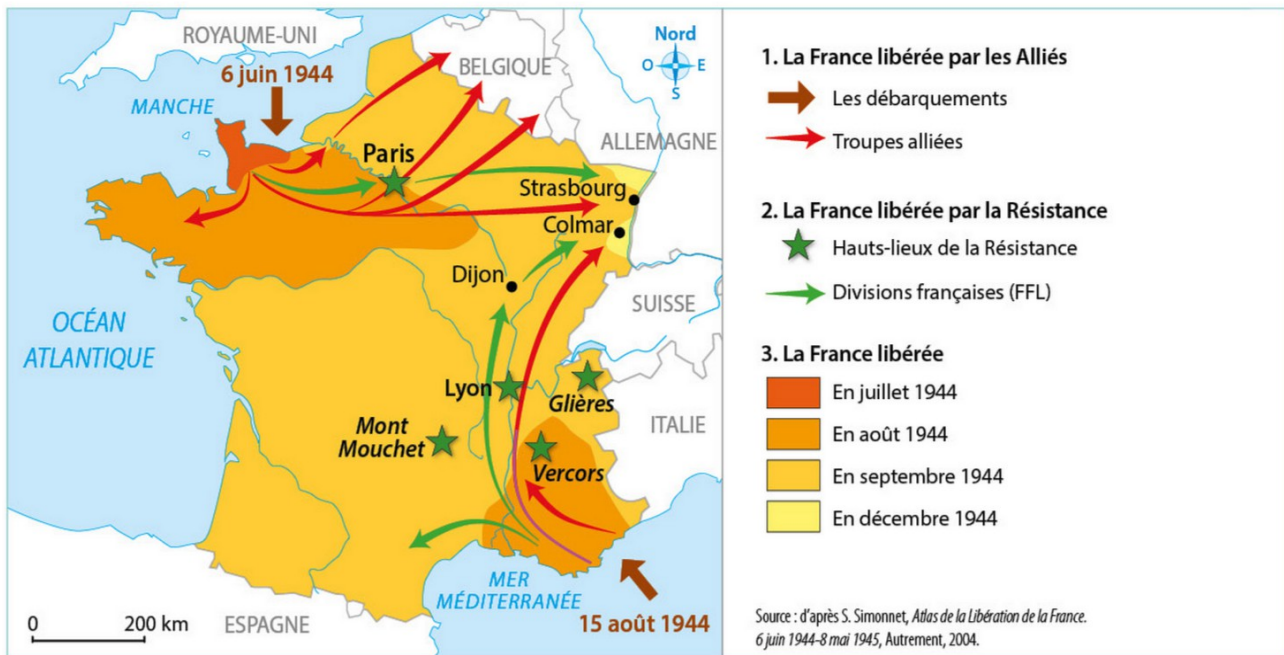 ROYAUME-UNI
6 juin 1944
MANCHE
BELGIQUE
Nord
O
E
S
ALLEMAGNE
Paris
Strasbourg
Colmar
Dijon
SUISSE
OCÉAN
ATLANTIQUE
Lyon
Glières
ITALIE
Mont
Mouchet
Vercors
MER
MÉDITERRANÉE
15 août 1944
ESPAGNE
0 200 km
1. La France libérée par les Alliés
Les débarquements
Troupes alliées
2. La France libérée par la Résistance
Hauts-lieux de la Résistance
Divisions françaises (FFL)
3. La France libérée
En juillet 1944
En août 1944
En septembre 1944
En décembre 1944
Source : d'après S. Simonnet, Atlas de la Libération de la France.
6 juin 1944-8 mai 1945, Autrement, 2004.